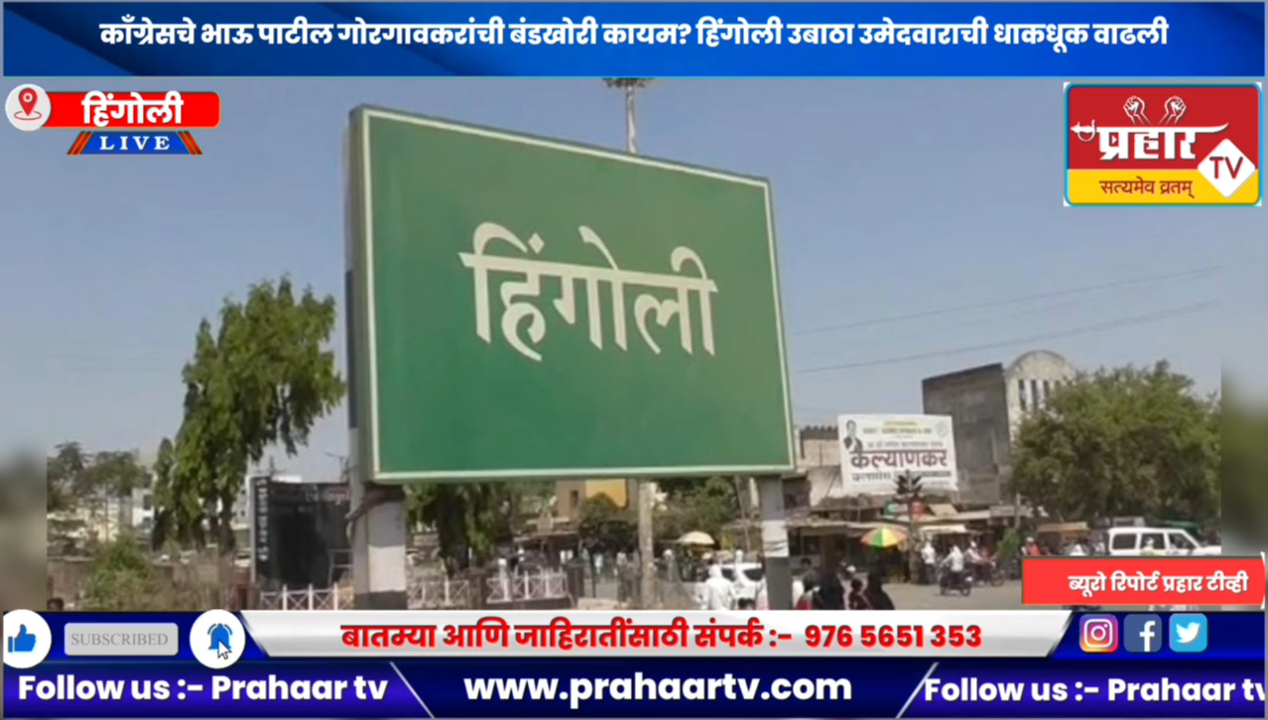 काँग्रेसचे भाऊ पाटील गोरगावकरांची बंडखोरी कायम? हिंगोली उबाठा उमेदवाराची धाकधूक वाढली
हिंगोली
LIVE
प्रहार
TV
सत्यमेव व्रतम्
हिंगोली
कल्याणकर
ब्यूरो रिपोर्ट प्रहार टीव्ही
SUBSCRIBED
बातम्या आणि जाहिरातींसाठी संपर्क :- 976 5651 353
Follow us :- Prahaar tv
www.prahaartv.com
Follow us :- Prahaar tv